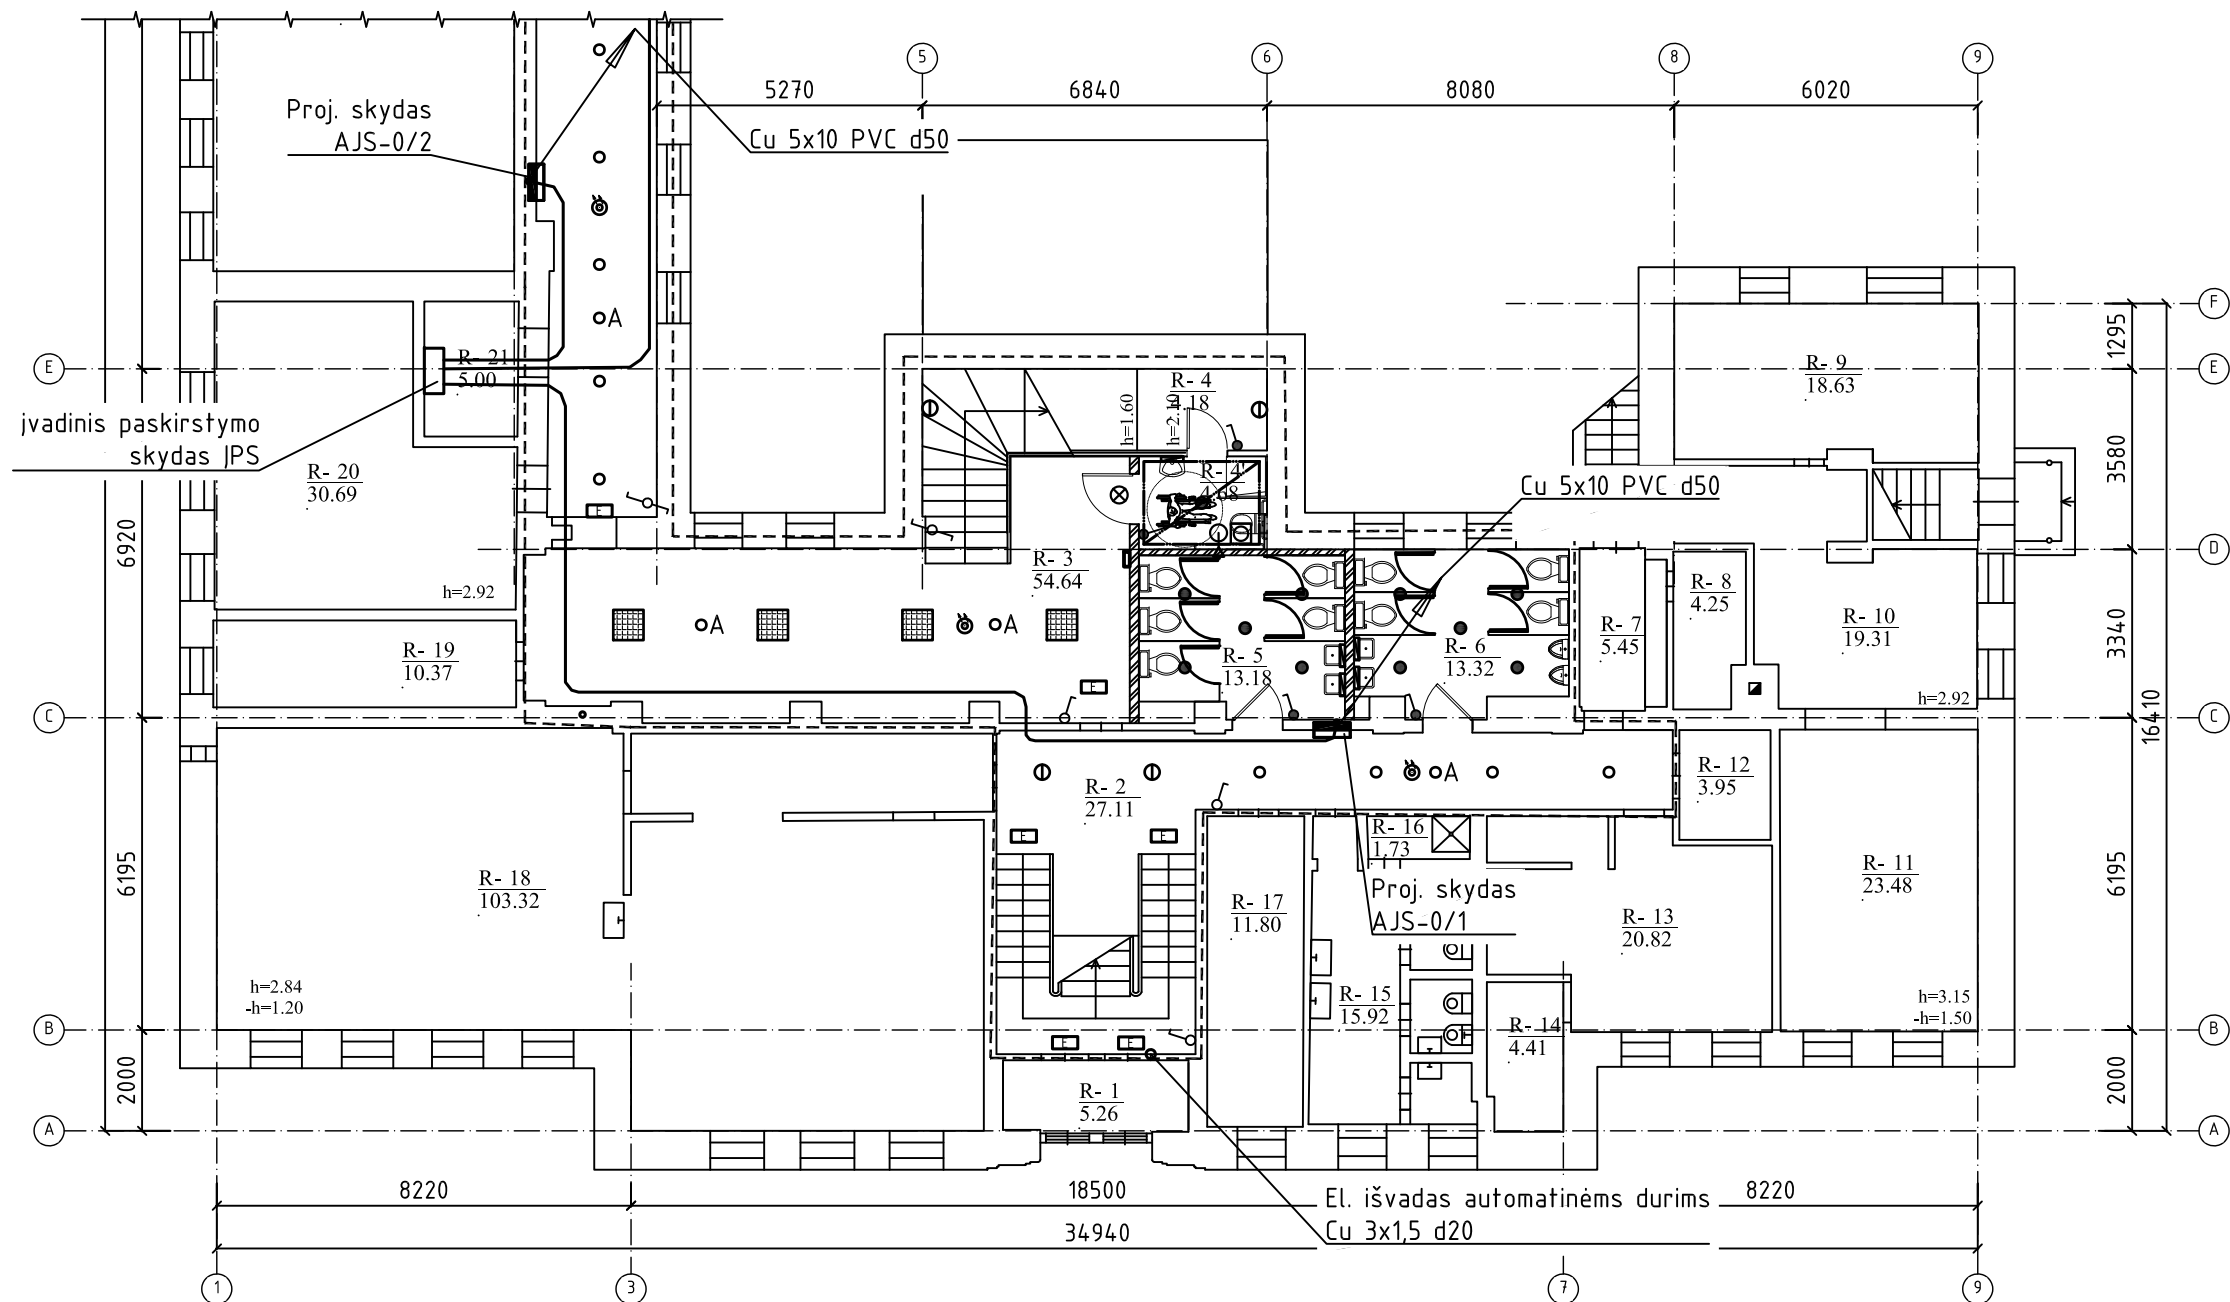 5
6
8
9
5270
6840
8080
6020
Proj. skydas
AJS-0/2
Cu 5x10 PVC d50
F
E
E
1295
A
R- 21
5.00
R- 4
4.18
h=1.60
h=2.10
R- 9
18.63
įvadinis paskirstymo
skydas ĮPS
R- 20
30.69
R- 4'
4.68
Cu 5x10 PVC d50
3580
6920
D
R- 3
54.64
h=2.92
R- 8
4.25
A
A
R- 7
5.45
R- 10
19.31
3340
R- 19
10.37
R- 5
13.18
R- 6
13.32
h=2.92
C
C
16410
R- 2
27.11
A
R- 12
3.95
R- 16
1.73
6195
R- 18
103.32
R- 17
11.80
Proj. skydas
AJS-0/1
R- 13
20.82
R- 11
23.48
6195
h=2.84
-h=1.20
R- 15
15.92
R- 14
4.41
h=3.15
-h=1.50
B
B
2000
R- 1
5.26
2000
A
A
8220
18500
El. išvadas automatinėms durims
Cu 3x1,5 d20
8220
34940
1
3
7
9